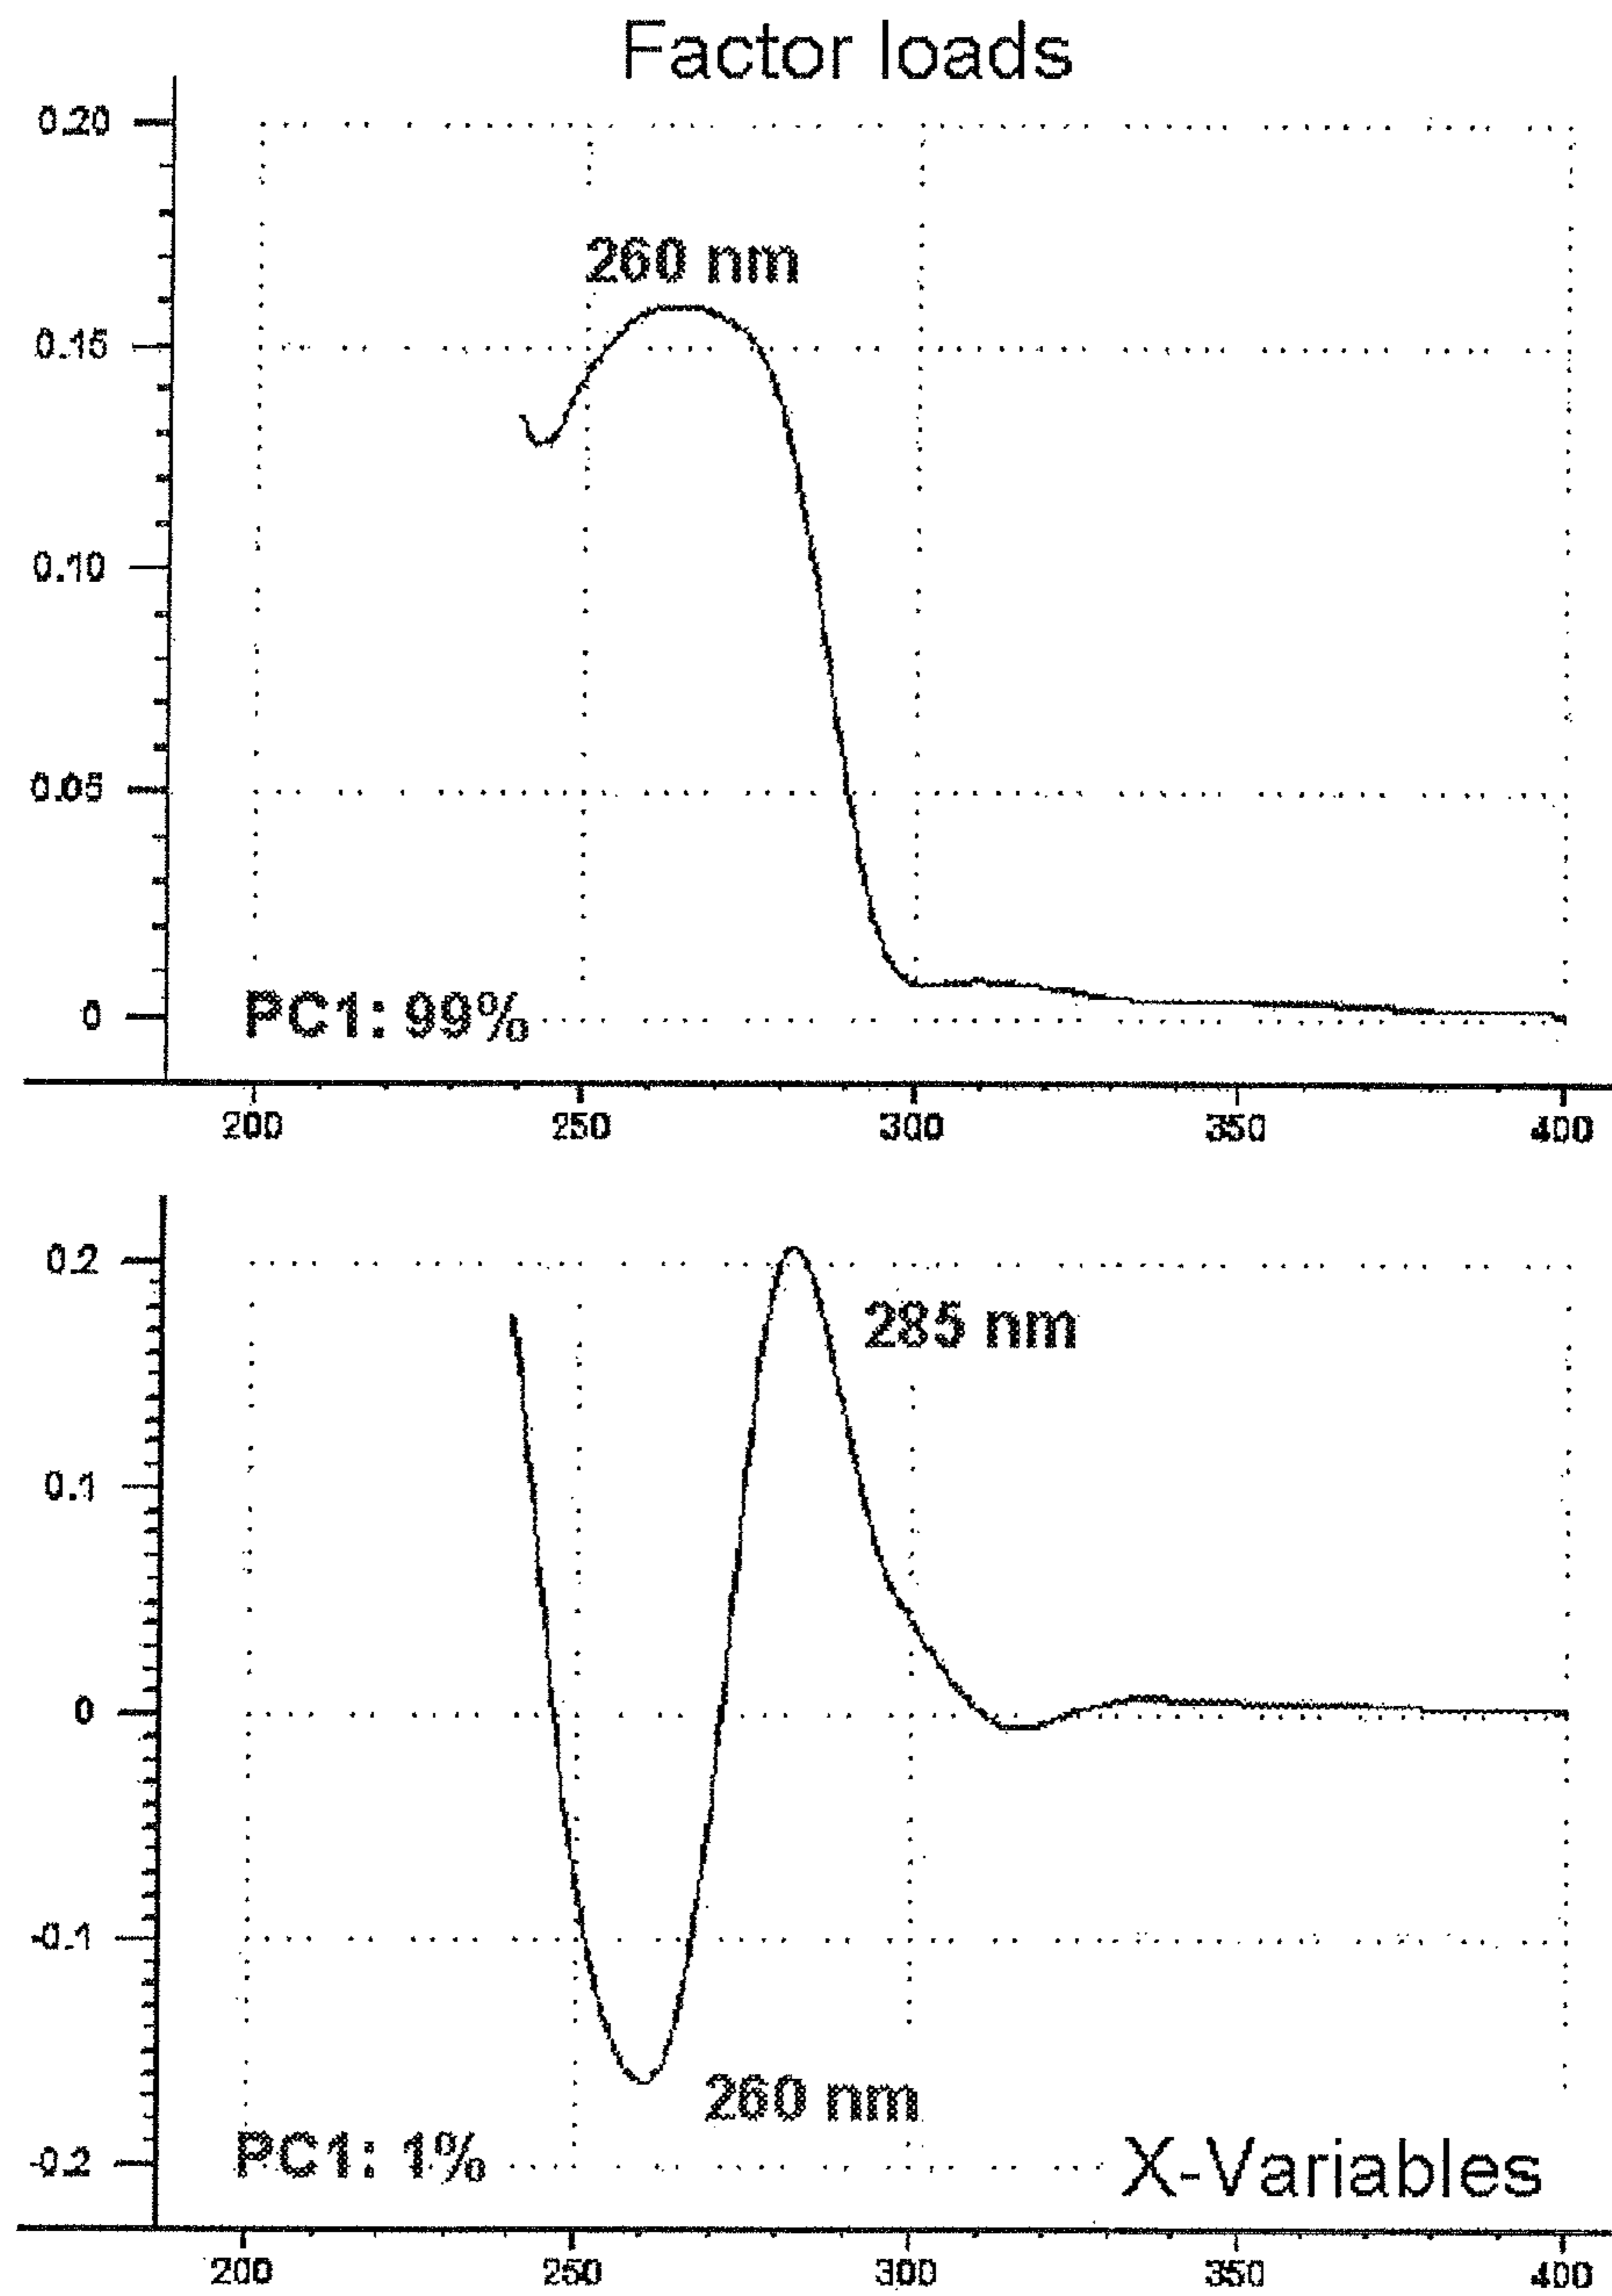 Factor loads
0.20
260 nm
0.15
0.10
0.05
0
PC1: 99%
200 250 300 350 400
0.2
285 nm
0.1
0
-0.1
260 nm
PC1: 1%
-0.2
X-Variables
200 250 300 350 400